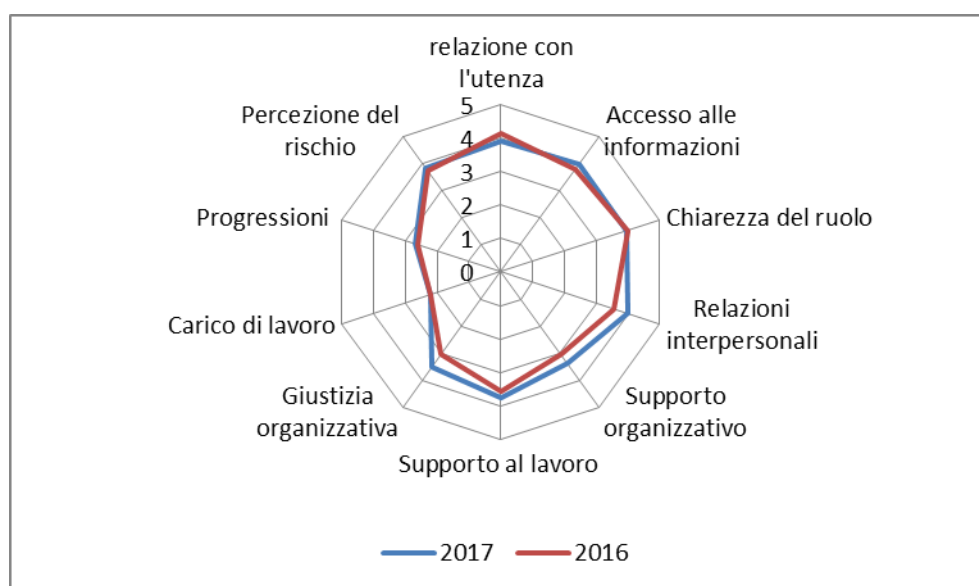 relazione con
l'utenza
Accesso alle
informazioni
Chiarezza del ruolo
Relazioni
interpersonali
Supporto
organizzativo
Supporto al lavoro
Giustizia
organizzativa
Carico di lavoro
Progressioni
Percezione del
rischio
5
4
3
2
1
0
2017
2016